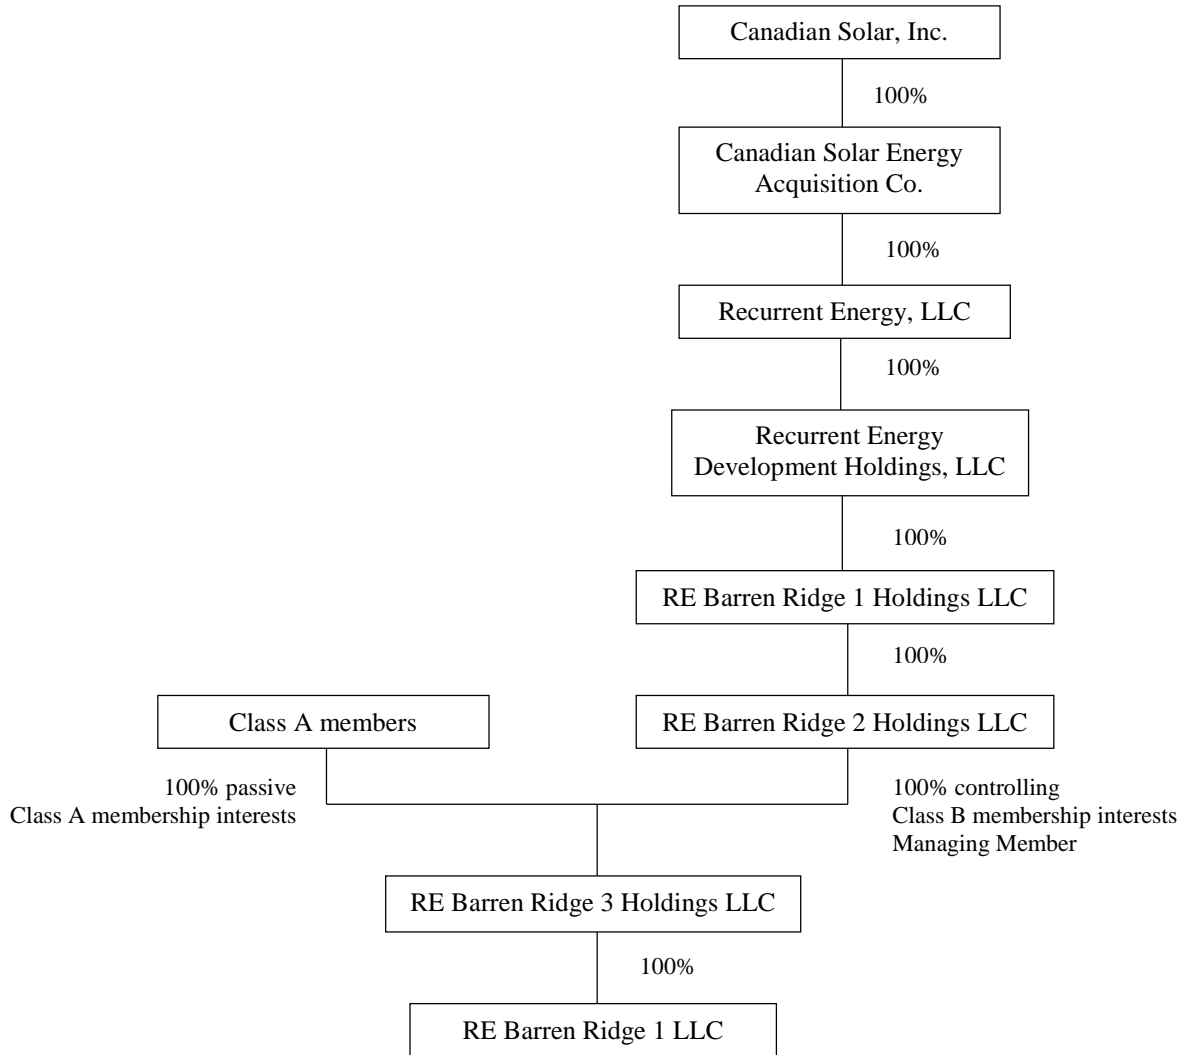 Canadian Solar, Inc.
100%
Canadian Solar Energy
Acquisition Co.
100%
Recurrent Energy, LLC
100%
Recurrent Energy
Development Holdings, LLC
100%
RE Barren Ridge 1 Holdings LLC
100%
Class A members
RE Barren Ridge 2 Holdings LLC
100% passive
Class A membership interests
100% controlling
Class B membership interests
Managing Member
RE Barren Ridge 3 Holdings LLC
100%
RE Barren Ridge 1 LLC